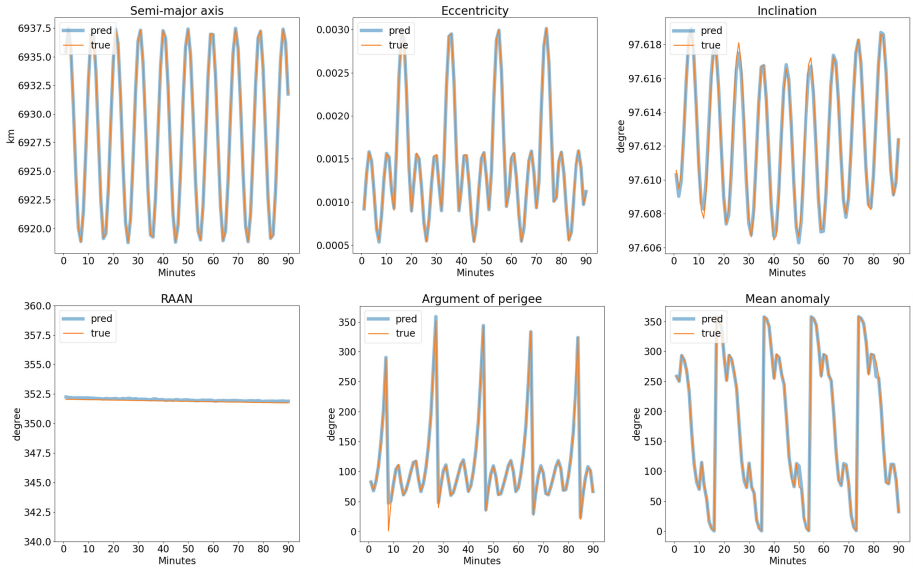 Semi-major axis
6937.5
6935.0
6932.5
6930.0
6927.5
6925.0
6922.5
6920.0
km
pred
true
0 10 20 30 40 50 60 70 80 90
Minutes
Eccentricity
0.0030
0.0025
0.0020
0.0015
0.0010
0.0005
pred
true
0 10 20 30 40 50 60 70 80 90
Minutes
Inclination
97.618
97.616
97.614
97.612
97.610
97.608
97.606
degree
pred
true
0 10 20 30 40 50 60 70 80 90
Minutes
RAAN
360.0
357.5
355.0
352.5
350.0
347.5
345.0
342.5
340.0
degree
pred
true
0 10 20 30 40 50 60 70 80 90
Minutes
Argument of perigee
350
300
250
200
150
100
50
0
degree
pred
true
0 10 20 30 40 50 60 70 80 90
Minutes
Mean anomaly
350
300
250
200
150
100
50
0
degree
pred
true
0 10 20 30 40 50 60 70 80 90
Minutes